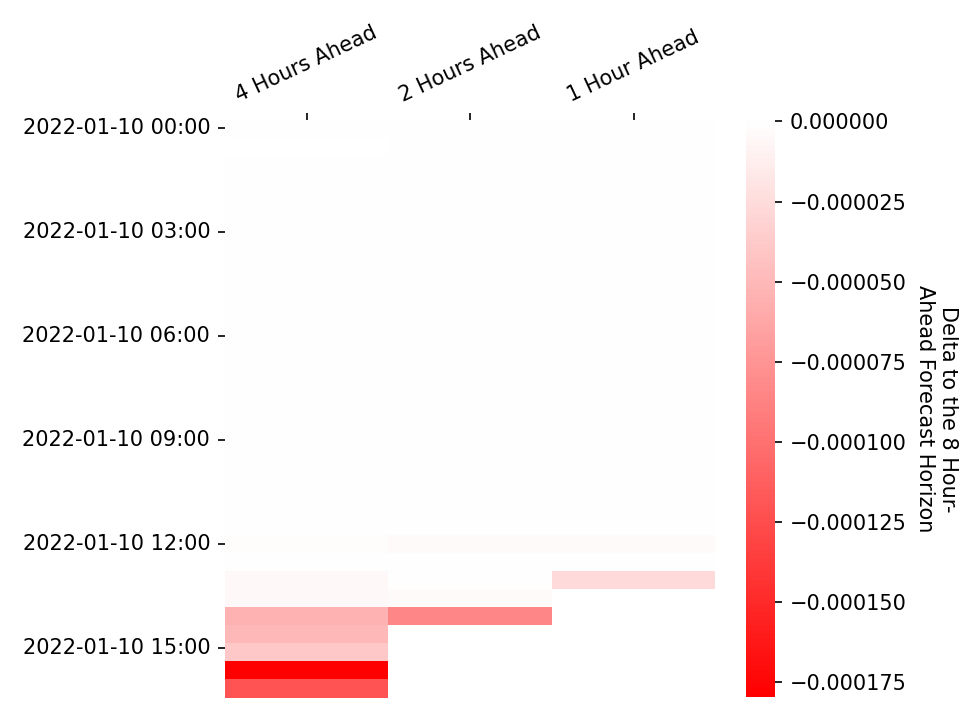 4 Hours Ahead
2 Hours Ahead
1 Hour Ahead
2022-01-10 00:00
2022-01-10 03:00
2022-01-10 06:00
2022-01-10 09:00
2022-01-10 12:00
2022-01-10 15:00
0.000000
−0.000025
−0.000050
−0.000075
−0.000100
−0.000125
−0.000150
−0.000175
Delta to the 8 Hour-
Ahead Forecast Horizon